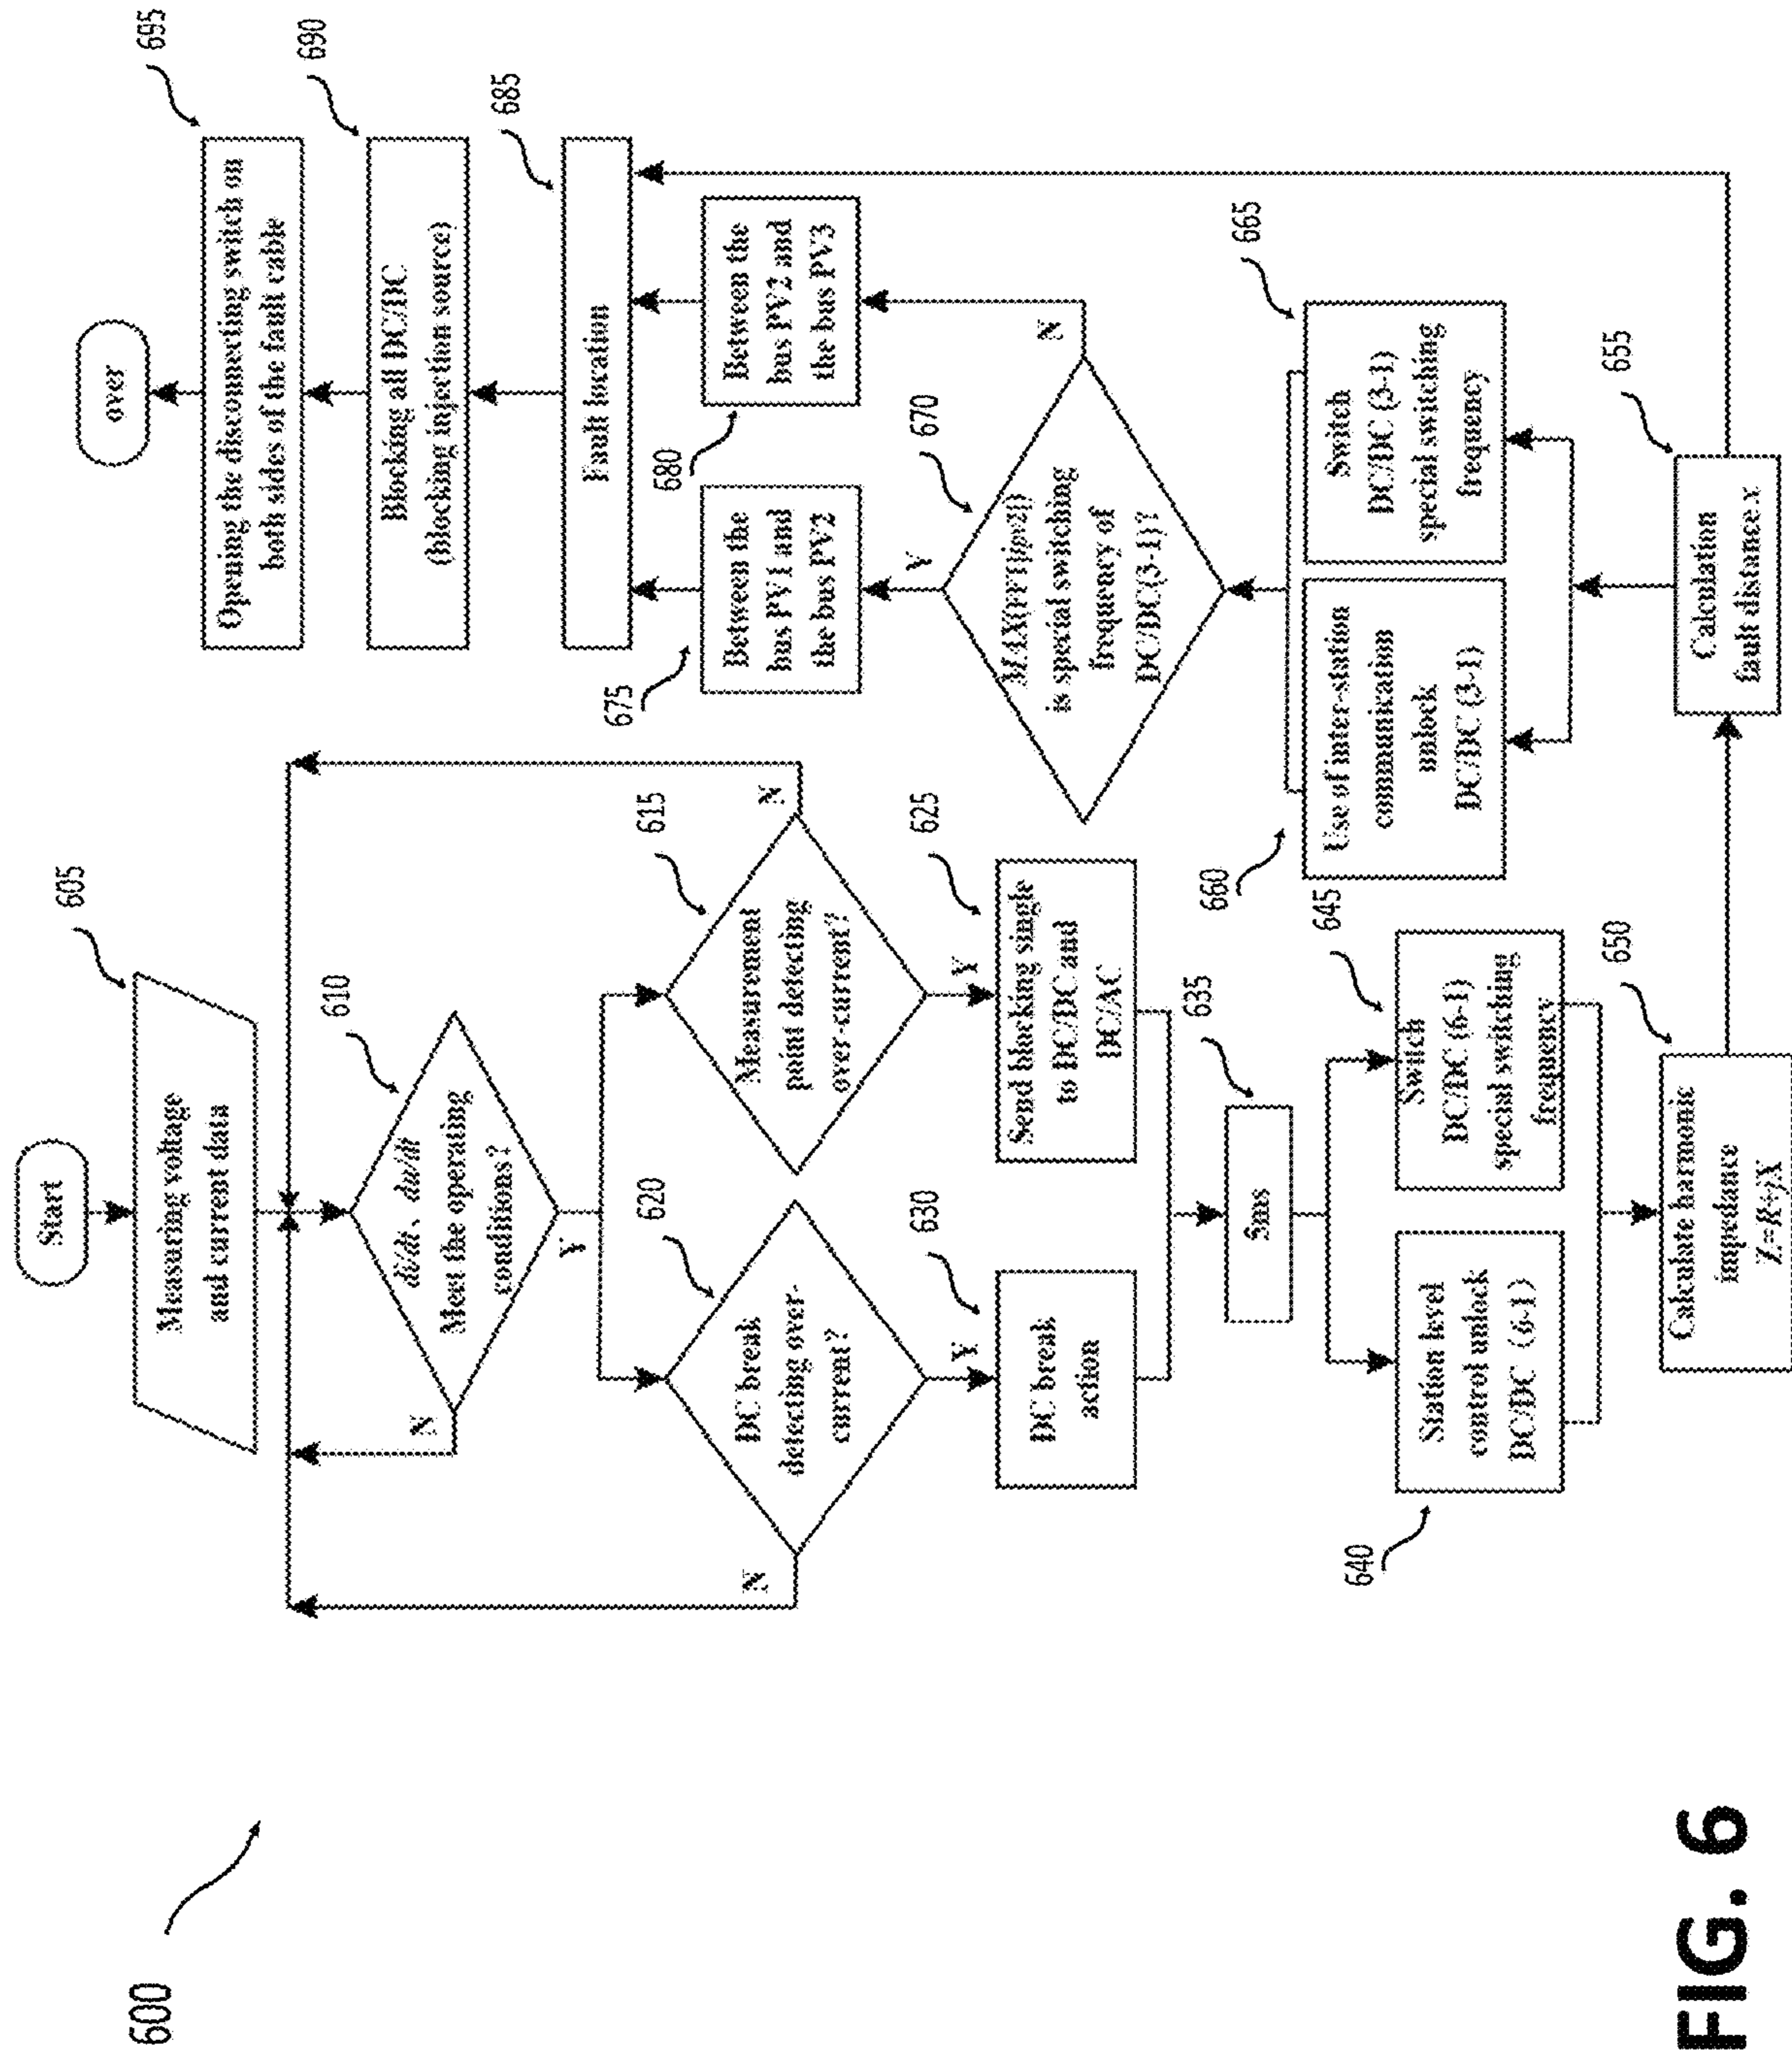 600
Start
605
Measuring voltage
and current data
610
di/dt、du/dt
Meet the operating
conditions?
N
Y
620
DC break
detecting over-
current?
N
Y
615
Measurement
point detecting
over-current?
N
Y
630
DC break
action
625
Send blocking single
to DC/DC and
DC/AC
635
5ms
640
Station level
control unlock
DC/DC (6-1)
645
Switch
DC/DC (6-1)
special switching
frequency
650
Calculate harmonic
impedance
Z=R+jX
655
Calculation
fault distance x
660
Use of inter-station
communication
unlock
DC/DC (3-1)
665
Switch
DC/DC (3-1)
special switching
frequency
670
MAX(FFT[ipv2])
is special switching
frequency of
DC/DC(3-1)?
Y
N
675
Between the
bus PV1 and
the bus PV2
680
Between the
bus PV2 and
the bus PV3
685
Fault location
690
Blocking all DC/DC
(blocking injection source)
695
Opening the disconnecting switch on
both sides of the fault cable
over
FIG. 6